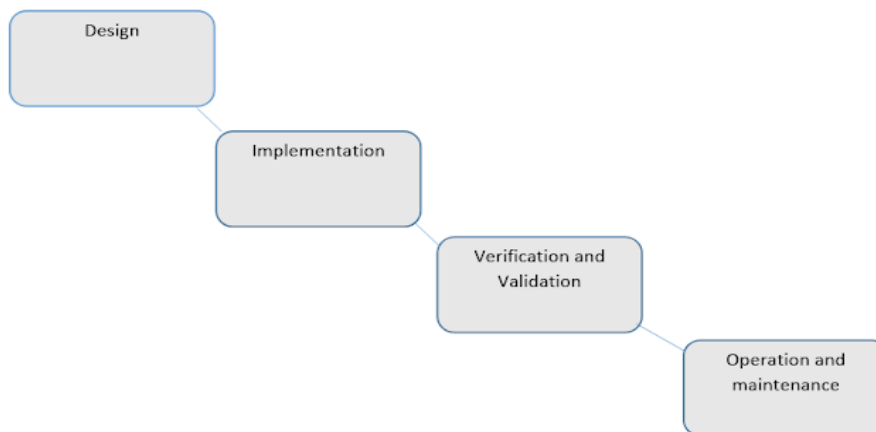 Design
Implementation
Verification and
Validation
Operation and
maintenance